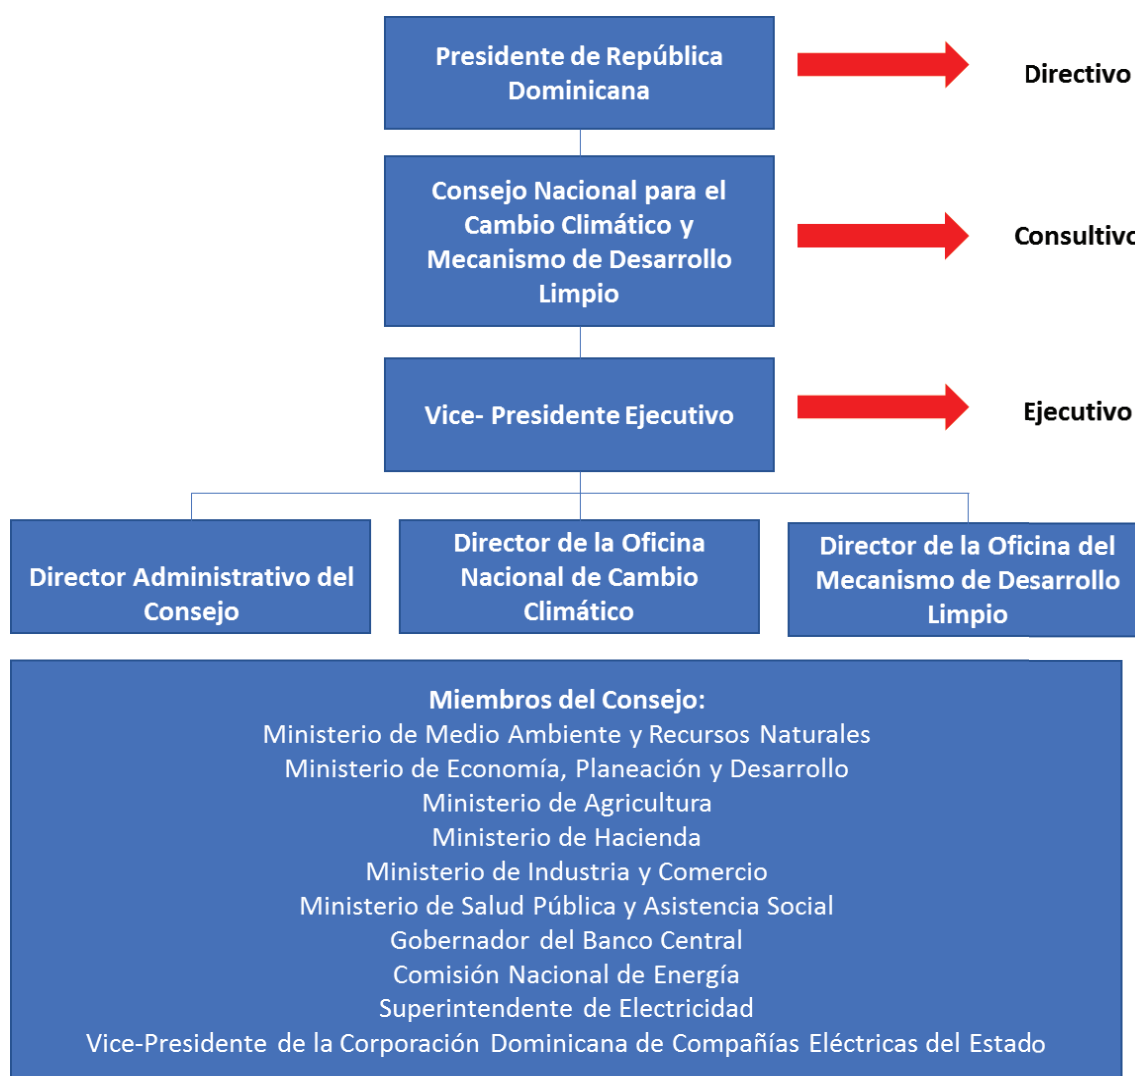 Presidente de República
Dominicana
Directivo
Consejo Nacional para el
Cambio Climático y
Mecanismo de Desarrollo
Limpio
Consultivo
Vice- Presidente Ejecutivo
Ejecutivo
Director Administrativo del
Consejo
Director de la Oficina
Nacional de Cambio
Climático
Director de la Oficina del
Mecanismo de Desarrollo
Limpio
Miembros del Consejo:
Ministerio de Medio Ambiente y Recursos Naturales
Ministerio de Economía, Planeación y Desarrollo
Ministerio de Agricultura
Ministerio de Hacienda
Ministerio de Industria y Comercio
Ministerio de Salud Pública y Asistencia Social
Gobernador del Banco Central
Comisión Nacional de Energía
Superintendente de Electricidad
Vice-Presidente de la Corporación Dominicana de Compañías Eléctricas del Estado